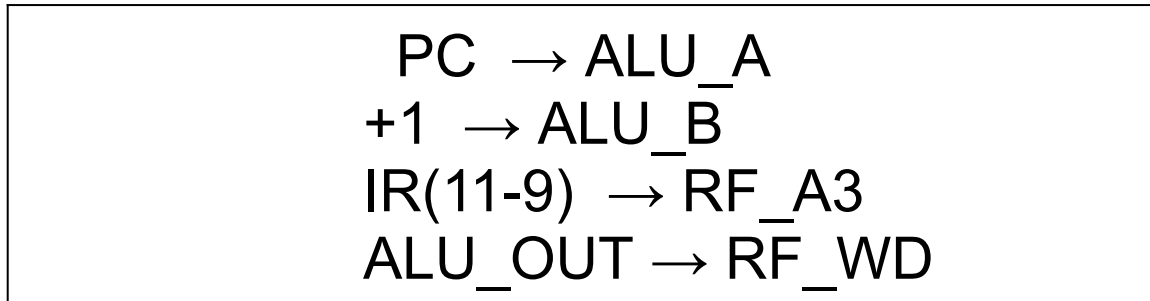 PC → ALU_A
+1 → ALU_B
IR(11-9) → RF_A3
ALU_OUT → RF_WD